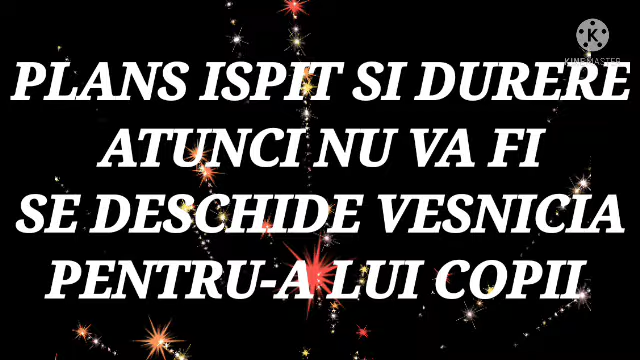 K
KINEMASTER
PLANS ISPIT SI DURERE
ATUNCI NU VA FI
SE DESCHIDE VESNICIA
PENTRU-A LUI COPII